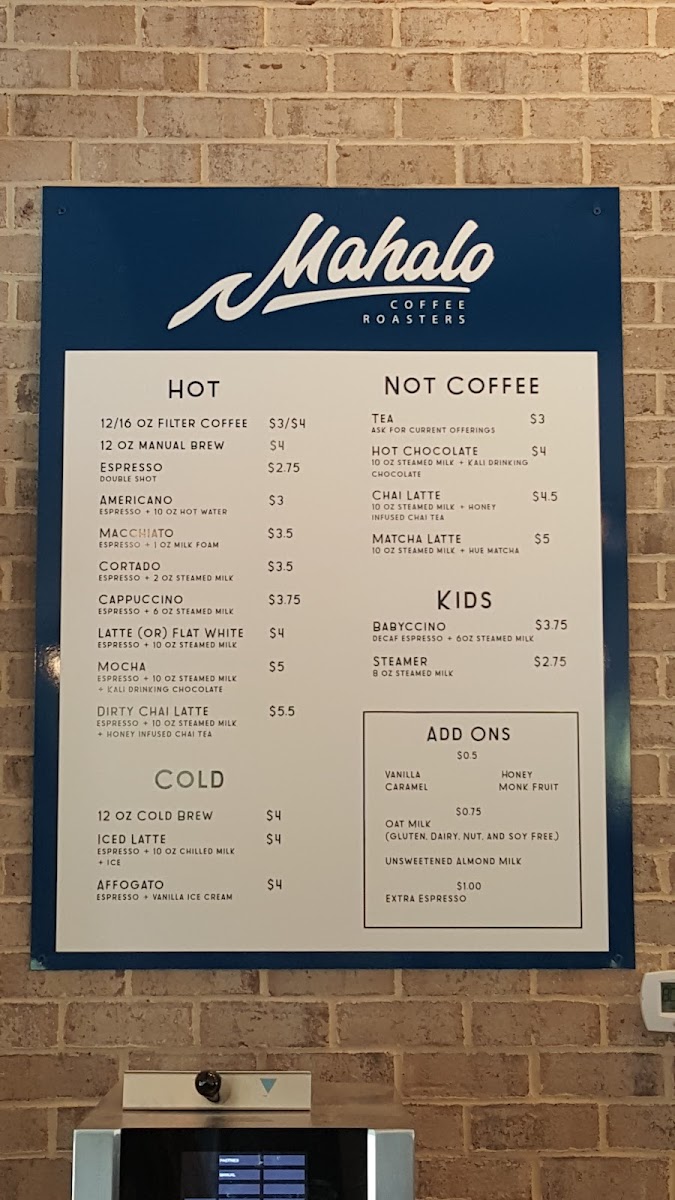 Mahalo
COFFEE
ROASTERS
HOT
12/16 OZ FILTER COFFEE $3/$4
12 OZ MANUAL BREW $4
ESPRESSO $2.75
DOUBLE SHOT
AMERICANO $3
ESPRESSO + 10 OZ HOT WATER
MACCHIATO $3.5
ESPRESSO + 1 OZ MILK FOAM
CORTADO $3.5
ESPRESSO + 2 OZ STEAMED MILK
CAPPUCCINO $3.75
ESPRESSO + 6 OZ STEAMED MILK
LATTE (OR) FLAT WHITE $4
ESPRESSO + 10 OZ STEAMED MILK
MOCHA $5
ESPRESSO + 10 OZ STEAMED MILK
+ KALI DRINKING CHOCOLATE
DIRTY CHAI LATTE $5.5
ESPRESSO + 10 OZ STEAMED MILK
+ HONEY INFUSED CHAI TEA
COLD
12 OZ COLD BREW $4
ICED LATTE $4
ESPRESSO + 10 OZ CHILLED MILK
+ ICE
AFFOGATO $4
ESPRESSO + VANILLA ICE CREAM
NOT COFFEE
TEA $3
ASK FOR CURRENT OFFERINGS
HOT CHOCOLATE $4
10 OZ STEAMED MILK + KALI DRINKING
CHOCOLATE
CHAI LATTE $4.5
10 OZ STEAMED MILK + HONEY
INFUSED CHAI TEA
MATCHA LATTE $5
10 OZ STEAMED MILK + HUE MATCHA
KIDS
BABYCCINO $3.75
DECAF ESPRESSO + 6OZ STEAMED MILK
STEAMER $2.75
8 OZ STEAMED MILK
ADD ONS
$0.5
VANILLA HONEY
CARAMEL MONK FRUIT
$0.75
OAT MILK
(GLUTEN, DAIRY, NUT, AND SOY FREE.)
UNSWEETENED ALMOND MILK
$1.00
EXTRA ESPRESSO
MANUAL